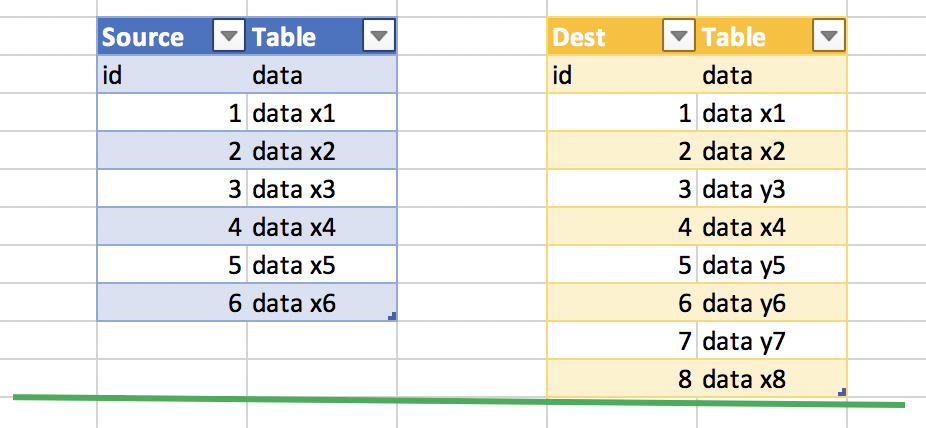 Source Table Dest Table
id data id data
1 data x1 1 data x1
2 data x2 2 data x2
3 data x3 3 data y3
4 data x4 4 data x4
5 data x5 5 data y5
6 data x6 6 data y6
7 data y7
8 data x8